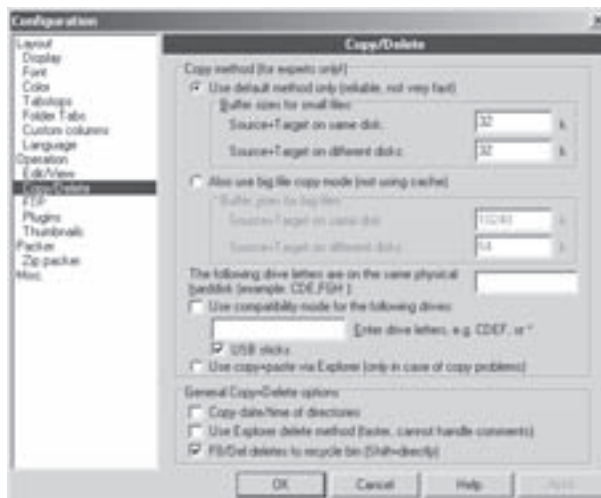 Configuration
Layout
Display
Font
Color
Tabstops
Folder Tabs
Custom columns
Language
Operation
Edit/View
Copy/Delete
FTP
Plugins
Thumbnails
Packer
Zip packer
Misc.
Copy/Delete
Copy method (for experts only!)
Use default method only (reliable, not very fast)
Buffer sizes for small files:
Source+Target on same disk: 32 k
Source+Target on different disks: 32 k
Also use big file copy mode (not using cache)
Buffer sizes for big files:
Source+Target on same disk: 10240 k
Source+Target on different disks: 64 k
The following drive letters are on the same physical
harddisk (example: CDE,FGH ):
Use compatibility mode for the following drives:
Enter drive letters, e.g. CDEF, or *
USB sticks
Use copy+paste via Explorer (only in case of copy problems)
General Copy+Delete options
Copy date/time of directories
Use Explorer delete method (faster, cannot handle comments)
F8/Del deletes to recycle bin (Shift=directly)
OK Cancel Help